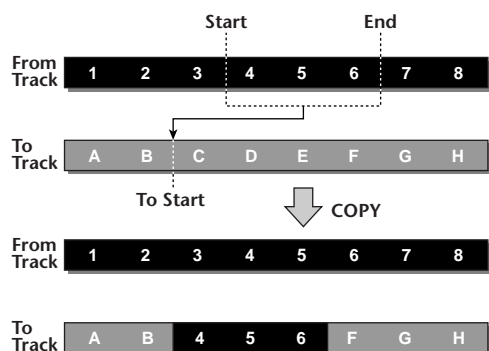 Start End
From Track 1 2 3 4 5 6 7 8
To Track A B C D E F G H
To Start
COPY
From Track 1 2 3 4 5 6 7 8
To Track A B 4 5 6 F G H